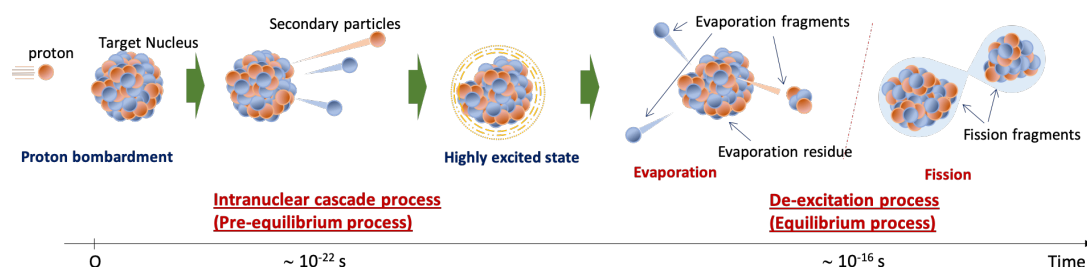 proton
Target Nucleus
Secondary particles
Evaporation fragments
Proton bombardment
Highly excited state
Evaporation residue
Evaporation
Fission fragments
Fission
Intranuclear cascade process
(Pre-equilibrium process)
De-excitation process
(Equilibrium process)
O
~ 10⁻²² s
~ 10⁻¹⁶ s
Time